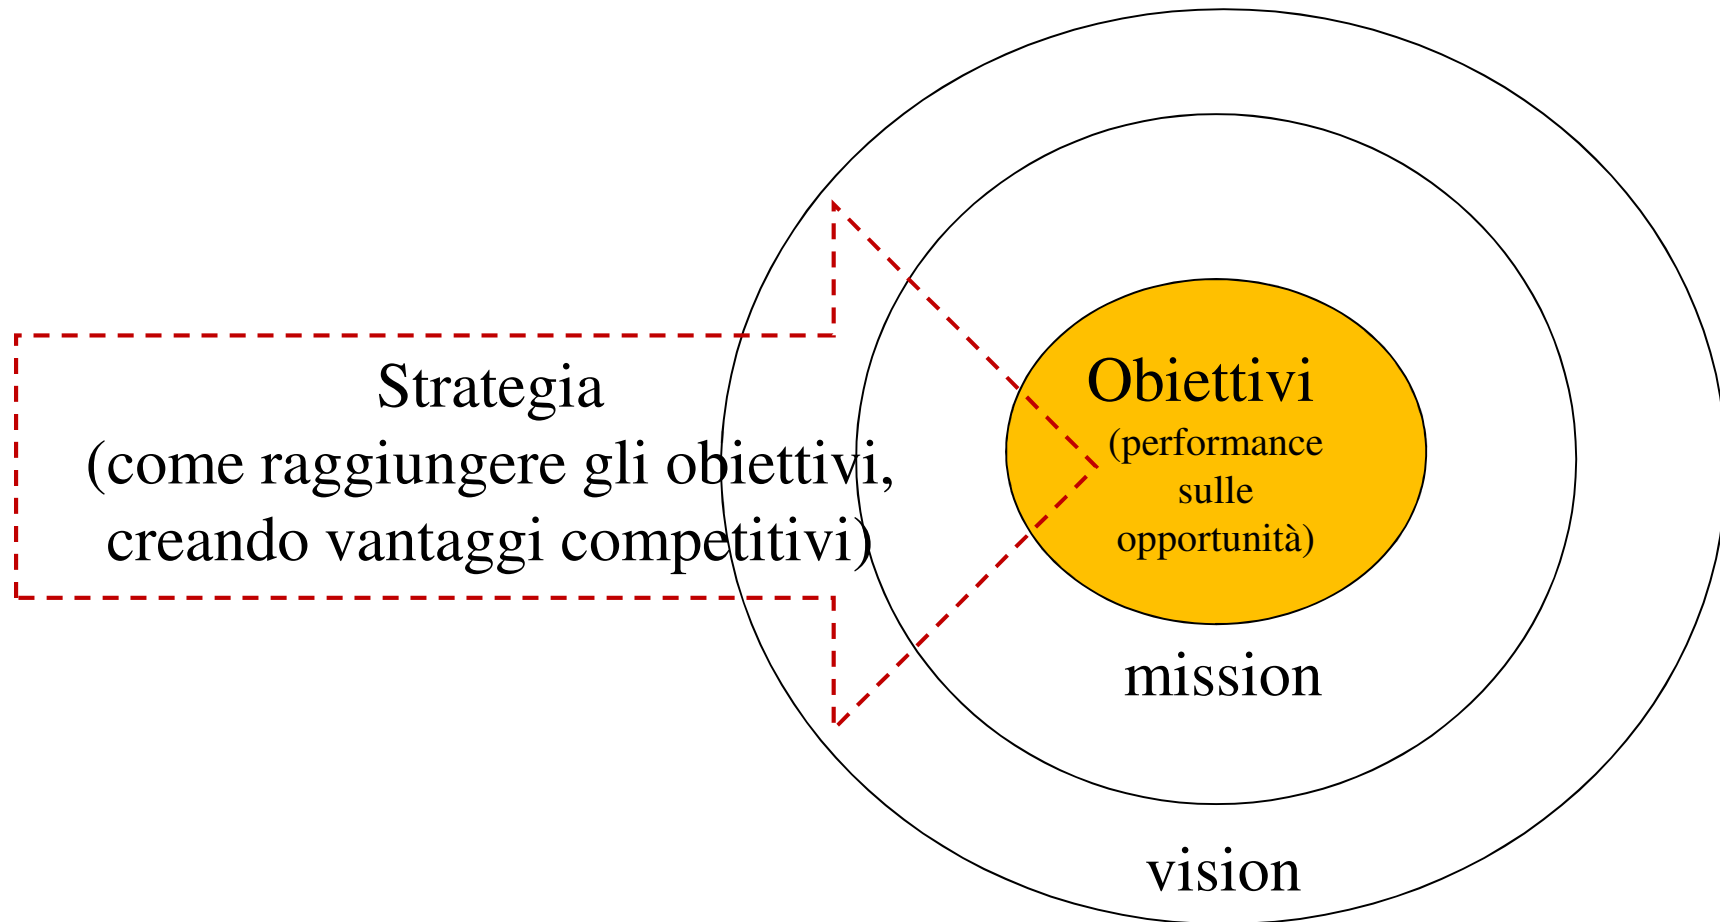 Strategia
(come raggiungere gli obiettivi,
creando vantaggi competitivi)
Obiettivi
(performance
sulle
opportunità)
mission
vision